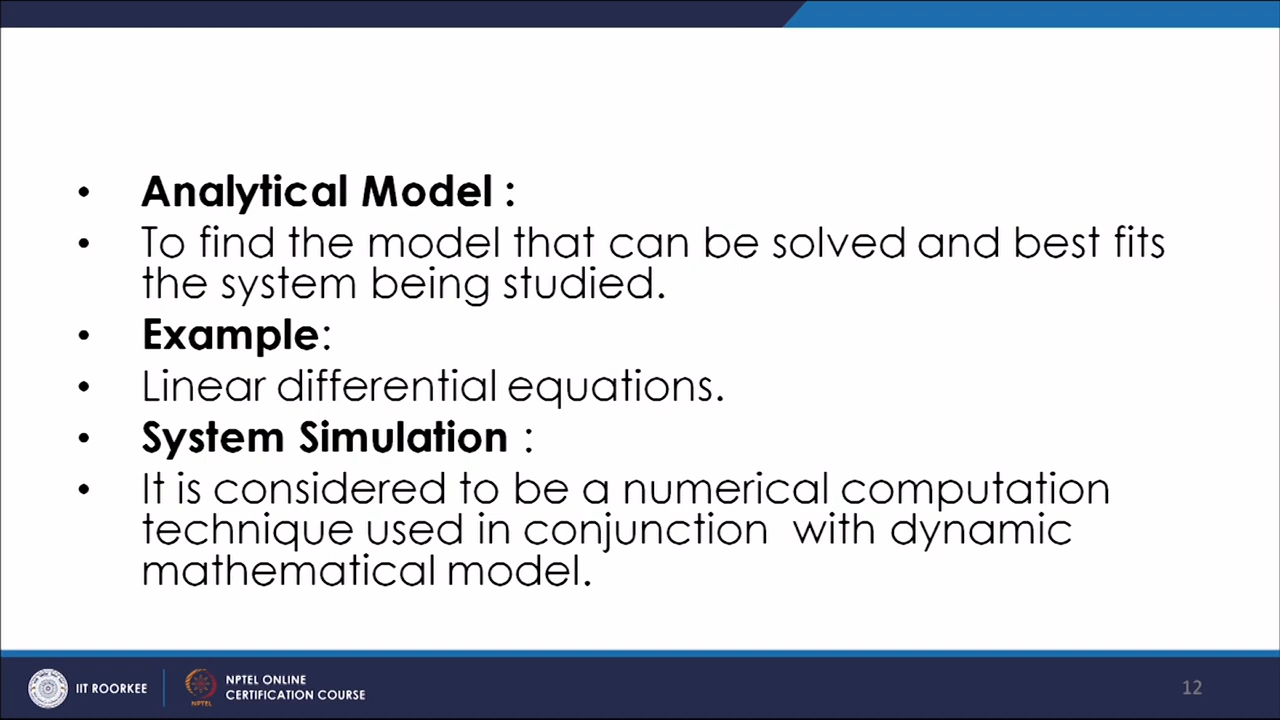 • Analytical Model :
• To find the model that can be solved and best fits
the system being studied.
• Example:
• Linear differential equations.
• System Simulation :
• It is considered to be a numerical computation
technique used in conjunction with dynamic
mathematical model.
IIT ROORKEE
NPTEL
NPTEL ONLINE
CERTIFICATION COURSE
12